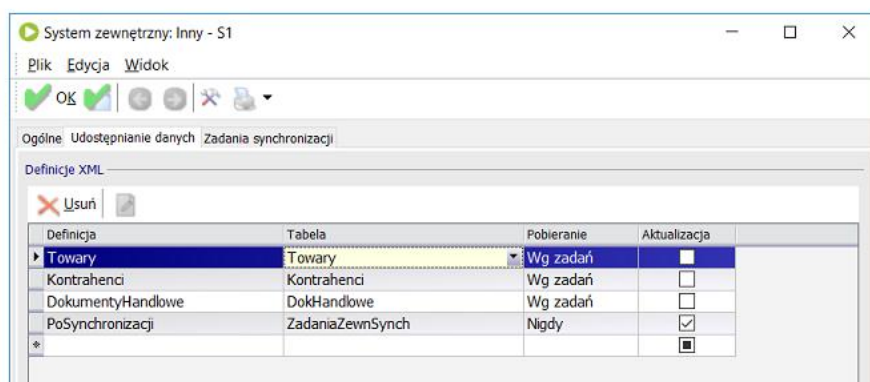 System zewnętrzny: Inny - S1
Plik Edycja Widok
OK
Ogólne Udostępnianie danych Zadania synchronizacji
Definicje XML
Usuń
Definicja Tabela Pobieranie Aktualizacja
Towary Towary Wg zadań
Kontrahenci Kontrahenci Wg zadań
DokumentyHandlowe DokHandlowe Wg zadań
PoSynchronizacji ZadaniaZewnSynch Nigdy